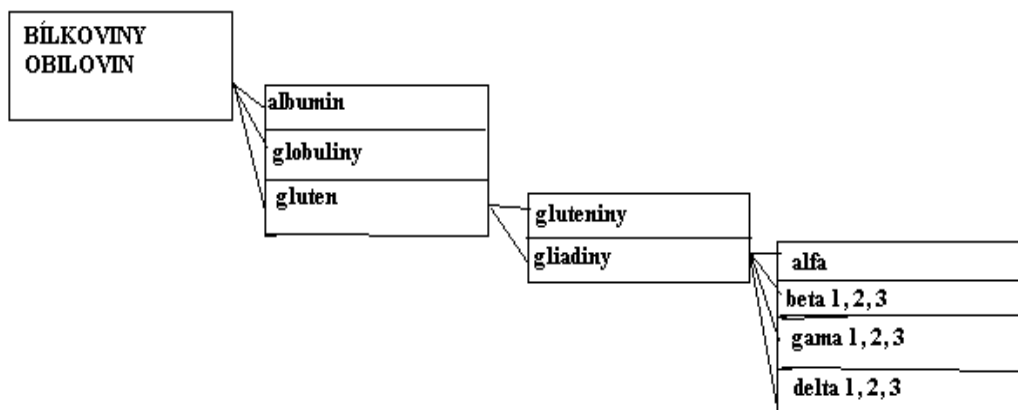 BÍLKOVINY
OBILOVIN
albumin
globuliny
gluten
gluteniny
gliadiny
alfa
beta 1, 2, 3
gama 1, 2, 3
delta 1, 2, 3